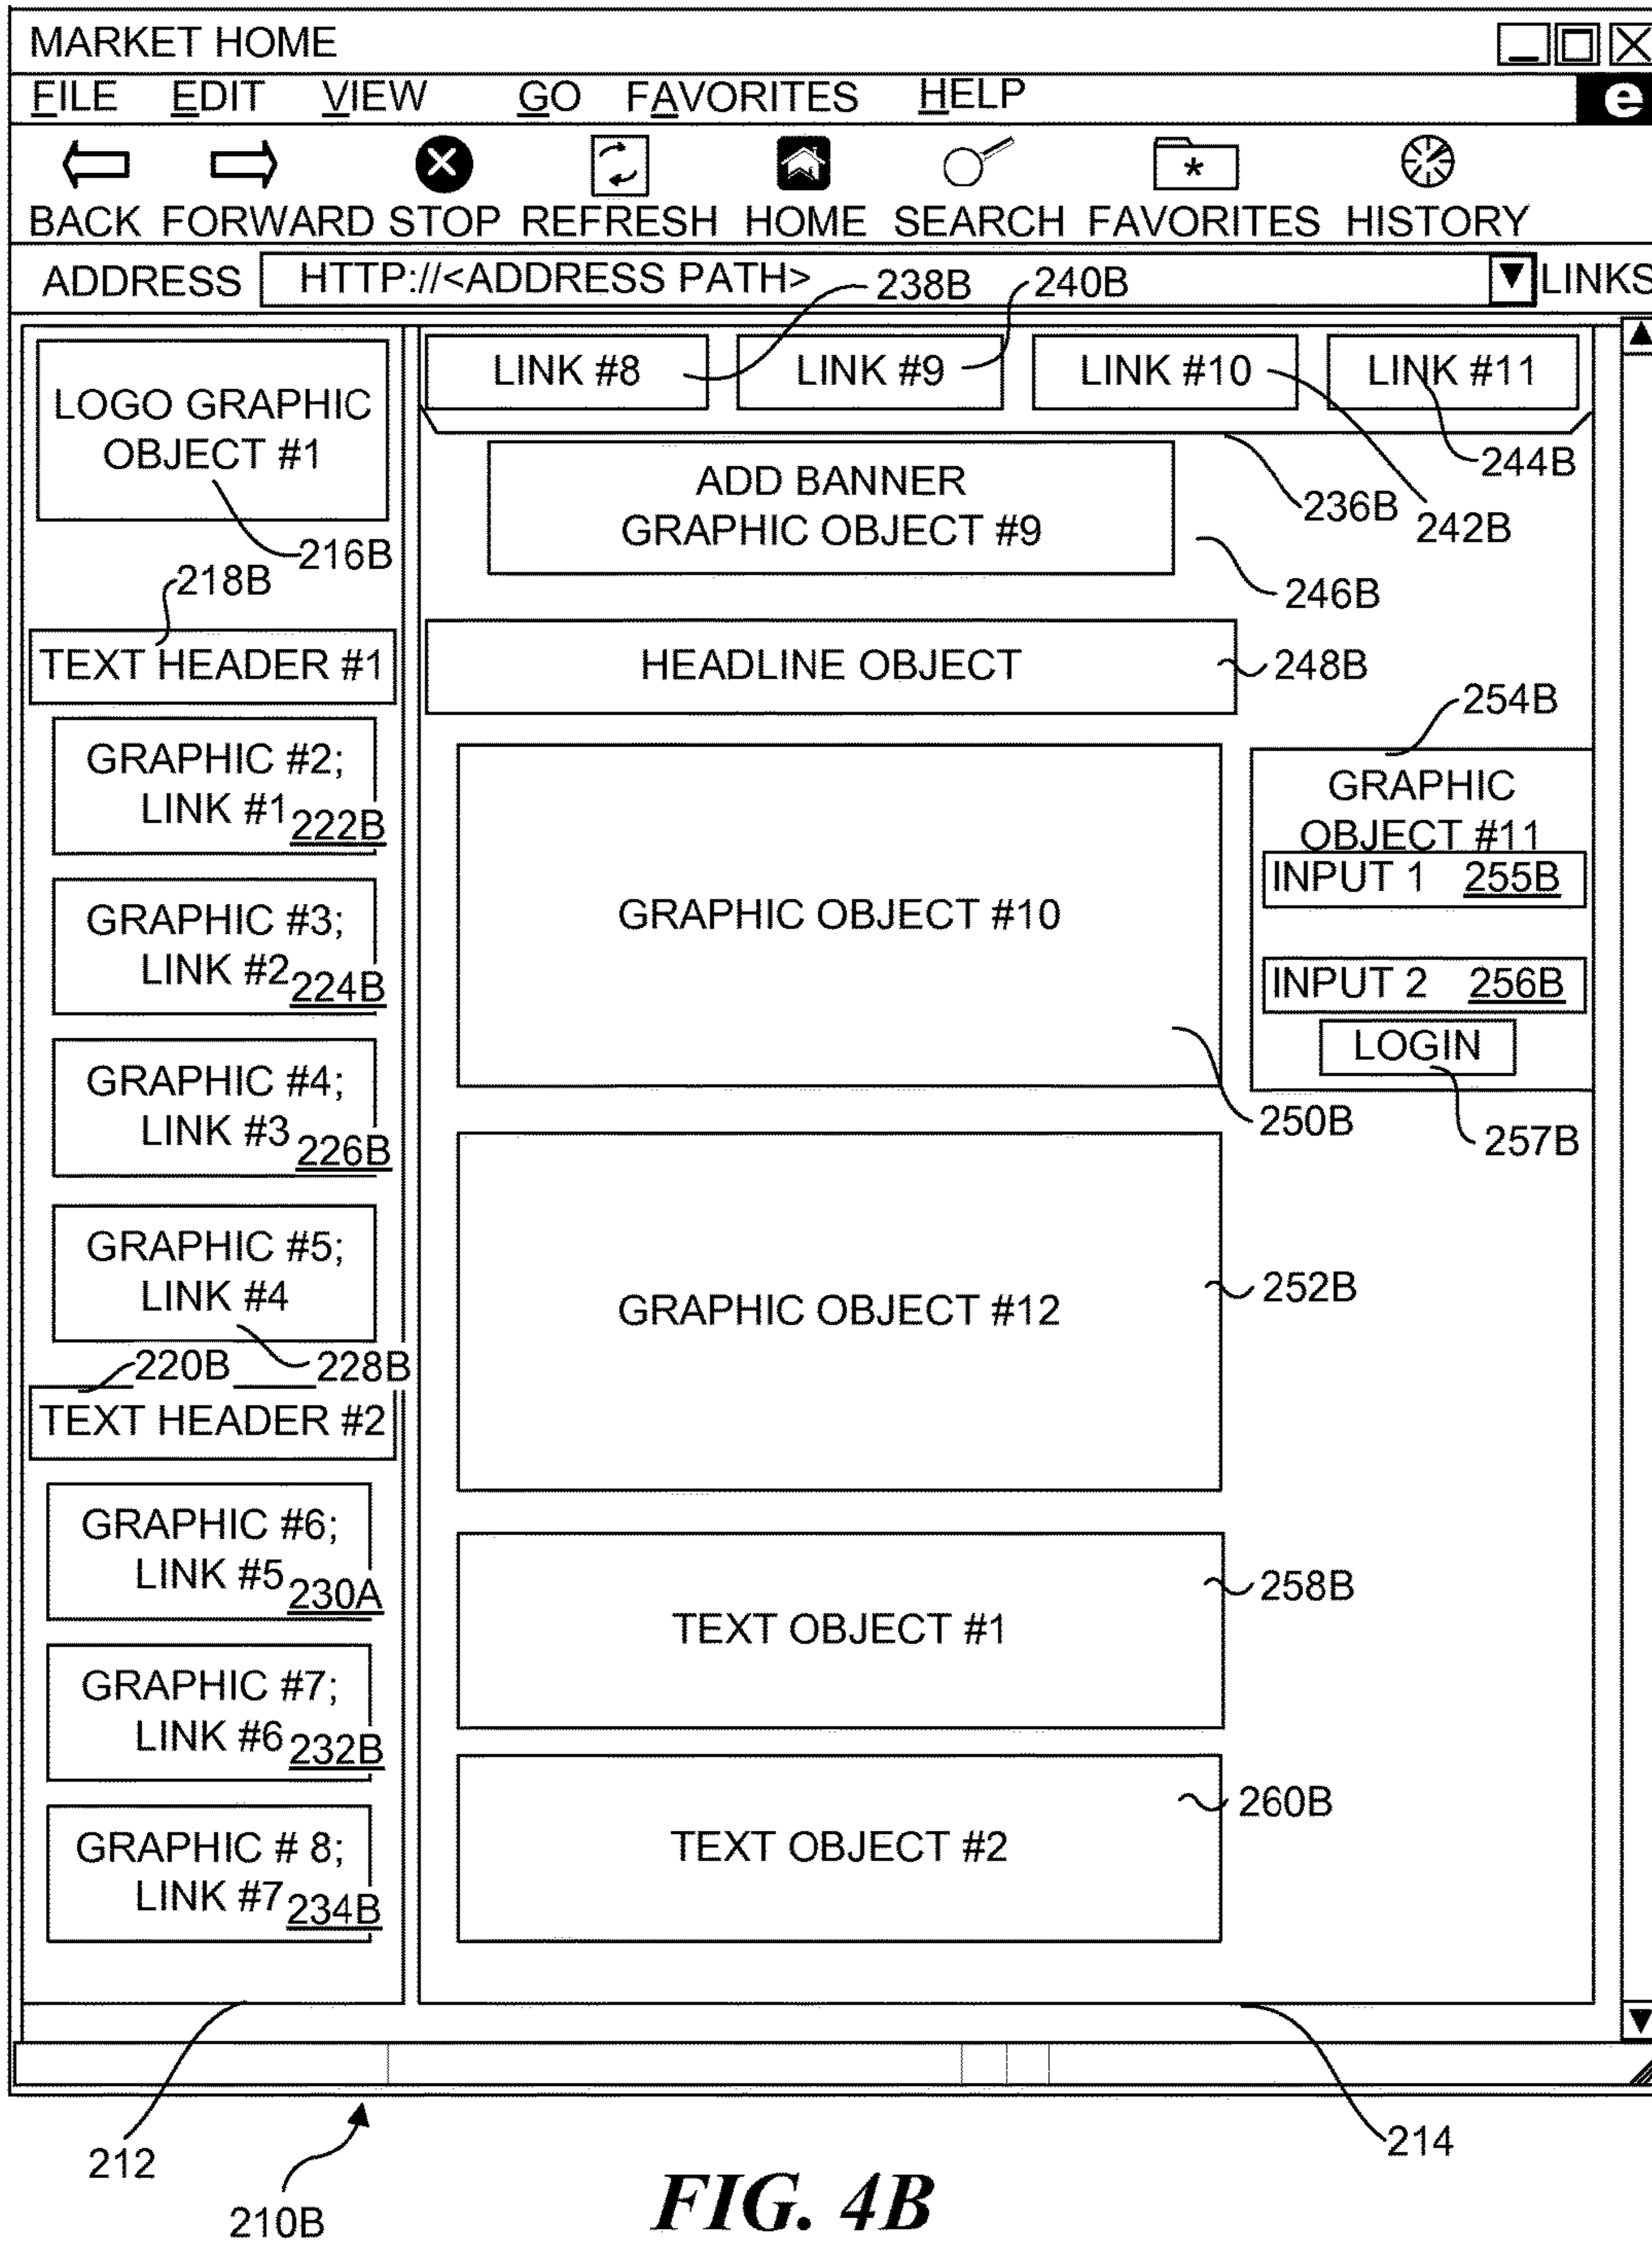 MARKET HOME
FILE EDIT VIEW GO FAVORITES HELP
e
BACK FORWARD STOP REFRESH HOME SEARCH FAVORITES HISTORY
ADDRESS HTTP://<ADDRESS PATH> 238B 240B LINKS
LOGO GRAPHIC
OBJECT #1
216B
218B
TEXT HEADER #1
GRAPHIC #2;
LINK #1 222B
GRAPHIC #3;
LINK #2 224B
GRAPHIC #4;
LINK #3 226B
GRAPHIC #5;
LINK #4
220B 228B
TEXT HEADER #2
GRAPHIC #6;
LINK #5 230A
GRAPHIC #7;
LINK #6 232B
GRAPHIC # 8;
LINK #7 234B
LINK #8 LINK #9 LINK #10 LINK #11
244B
236B 242B
ADD BANNER
GRAPHIC OBJECT #9
246B
HEADLINE OBJECT 248B
254B
GRAPHIC
OBJECT #11
INPUT 1 255B
INPUT 2 256B
LOGIN
257B
GRAPHIC OBJECT #10
250B
GRAPHIC OBJECT #12 252B
TEXT OBJECT #1 258B
TEXT OBJECT #2 260B
212 214
210B
FIG. 4B